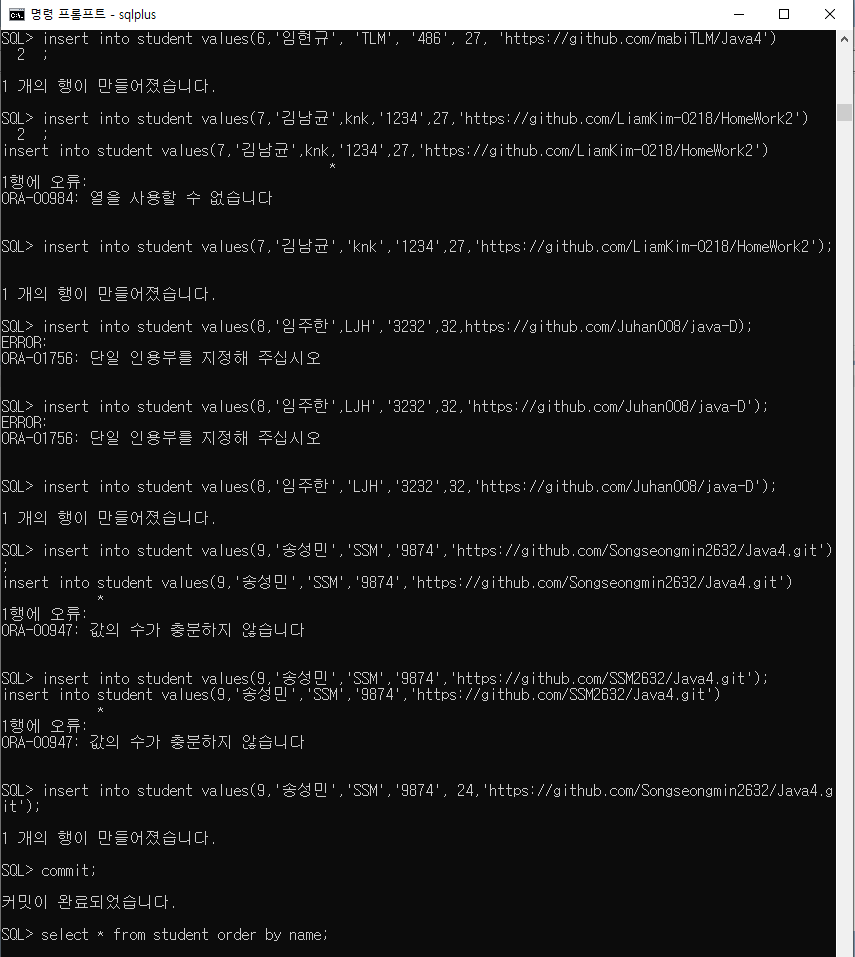 명령 프롬프트 - sqlplus
SQL> insert into student values(6,'임현규', 'TLM', '486', 27, 'https://github.com/mabiTLM/Java4')
  2  ;
1 개의 행이 만들어졌습니다.
SQL> insert into student values(7,'김남균',knk,'1234',27,'https://github.com/LiamKim-0218/HomeWork2')
  2  ;
insert into student values(7,'김남균',knk,'1234',27,'https://github.com/LiamKim-0218/HomeWork2')
                                         *
1행에 오류:
ORA-00984: 열을 사용할 수 없습니다
SQL> insert into student values(7,'김남균','knk','1234',27,'https://github.com/LiamKim-0218/HomeWork2');
1 개의 행이 만들어졌습니다.
SQL> insert into student values(8,'임주한',LJH','3232',32,https://github.com/Juhan008/java-D);
ERROR:
ORA-01756: 단일 인용부를 지정해 주십시오
SQL> insert into student values(8,'임주한',LJH','3232',32,'https://github.com/Juhan008/java-D');
ERROR:
ORA-01756: 단일 인용부를 지정해 주십시오
SQL> insert into student values(8,'임주한','LJH','3232',32,'https://github.com/Juhan008/java-D');
1 개의 행이 만들어졌습니다.
SQL> insert into student values(9,'송성민','SSM','9874','https://github.com/Songseongmin2632/Java4.git')
;
insert into student values(9,'송성민','SSM','9874','https://github.com/Songseongmin2632/Java4.git')
            *
1행에 오류:
ORA-00947: 값의 수가 충분하지 않습니다
SQL> insert into student values(9,'송성민','SSM','9874','https://github.com/SSM2632/Java4.git');
insert into student values(9,'송성민','SSM','9874','https://github.com/SSM2632/Java4.git')
            *
1행에 오류:
ORA-00947: 값의 수가 충분하지 않습니다
SQL> insert into student values(9,'송성민','SSM','9874', 24,'https://github.com/Songseongmin2632/Java4.g
it');
1 개의 행이 만들어졌습니다.
SQL> commit;
커밋이 완료되었습니다.
SQL> select * from student order by name;